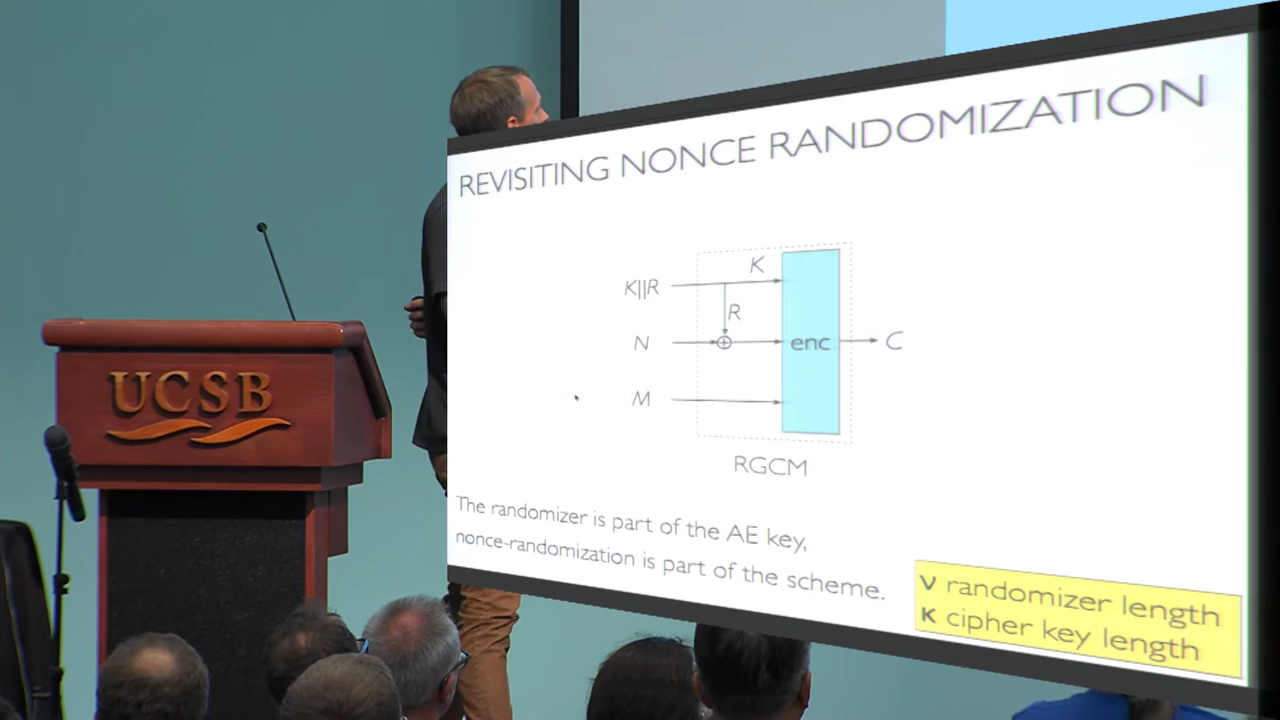 REVISITING NONCE RANDOMIZATION
K||R
K
R
N
enc
C
M
RGCM
The randomizer is part of the AE key,
nonce-randomization is part of the scheme.
ν randomizer length
κ cipher key length
UCSB